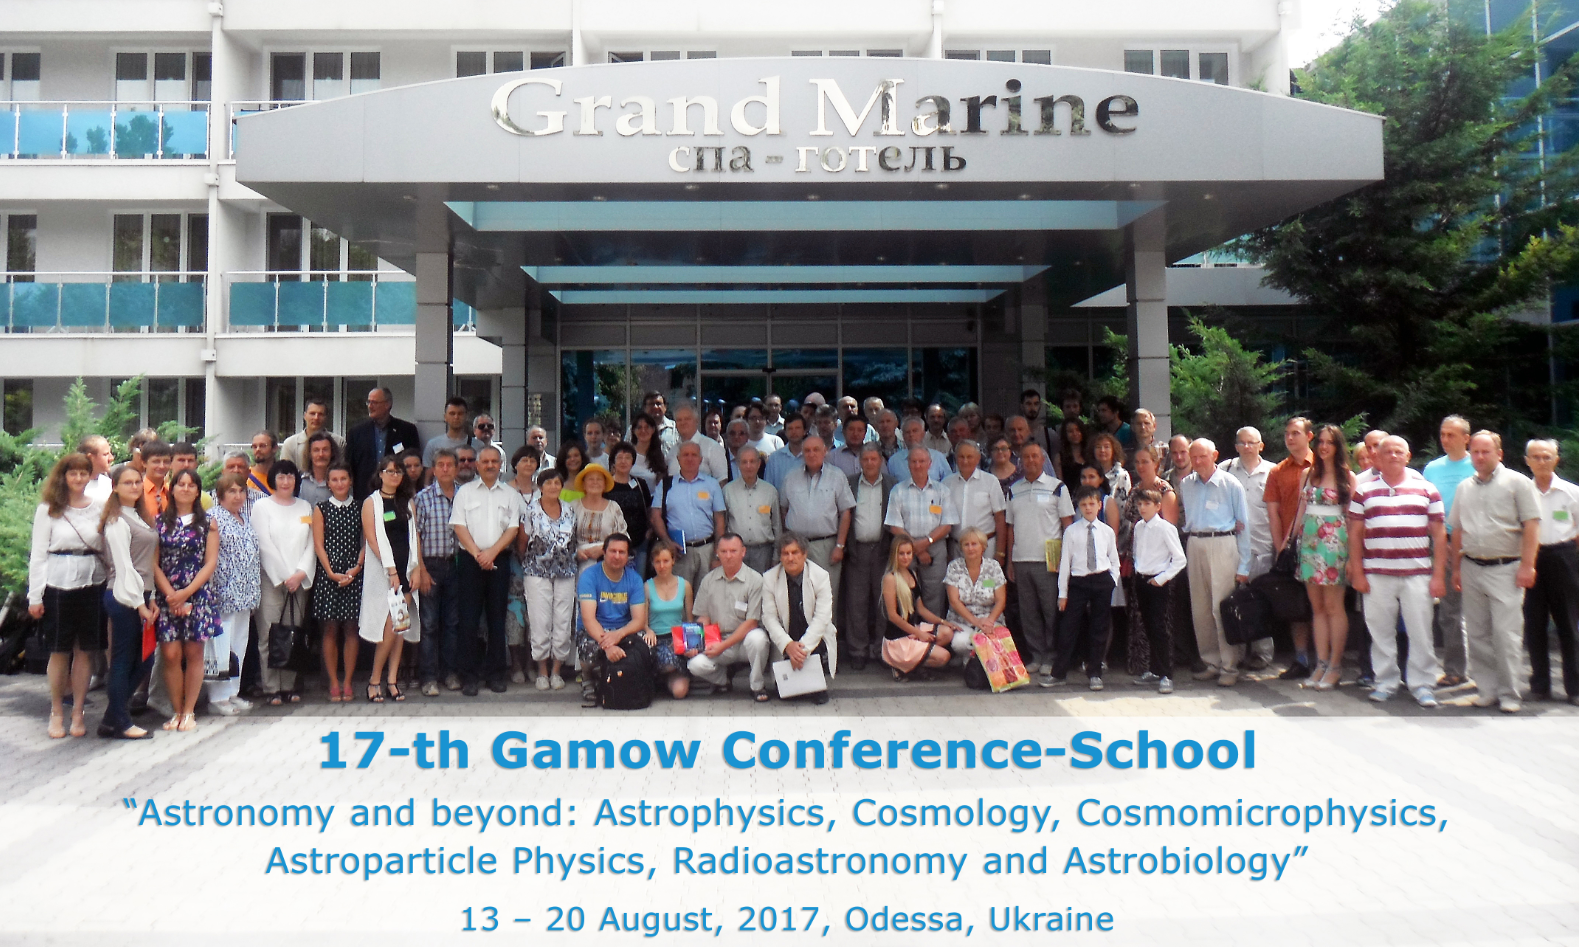 Grand Marine
спа - готель
17-th Gamow Conference-School
“Astronomy and beyond: Astrophysics, Cosmology, Cosmomicrophysics,
Astroparticle Physics, Radioastronomy and Astrobiology”
13 – 20 August, 2017, Odessa, Ukraine